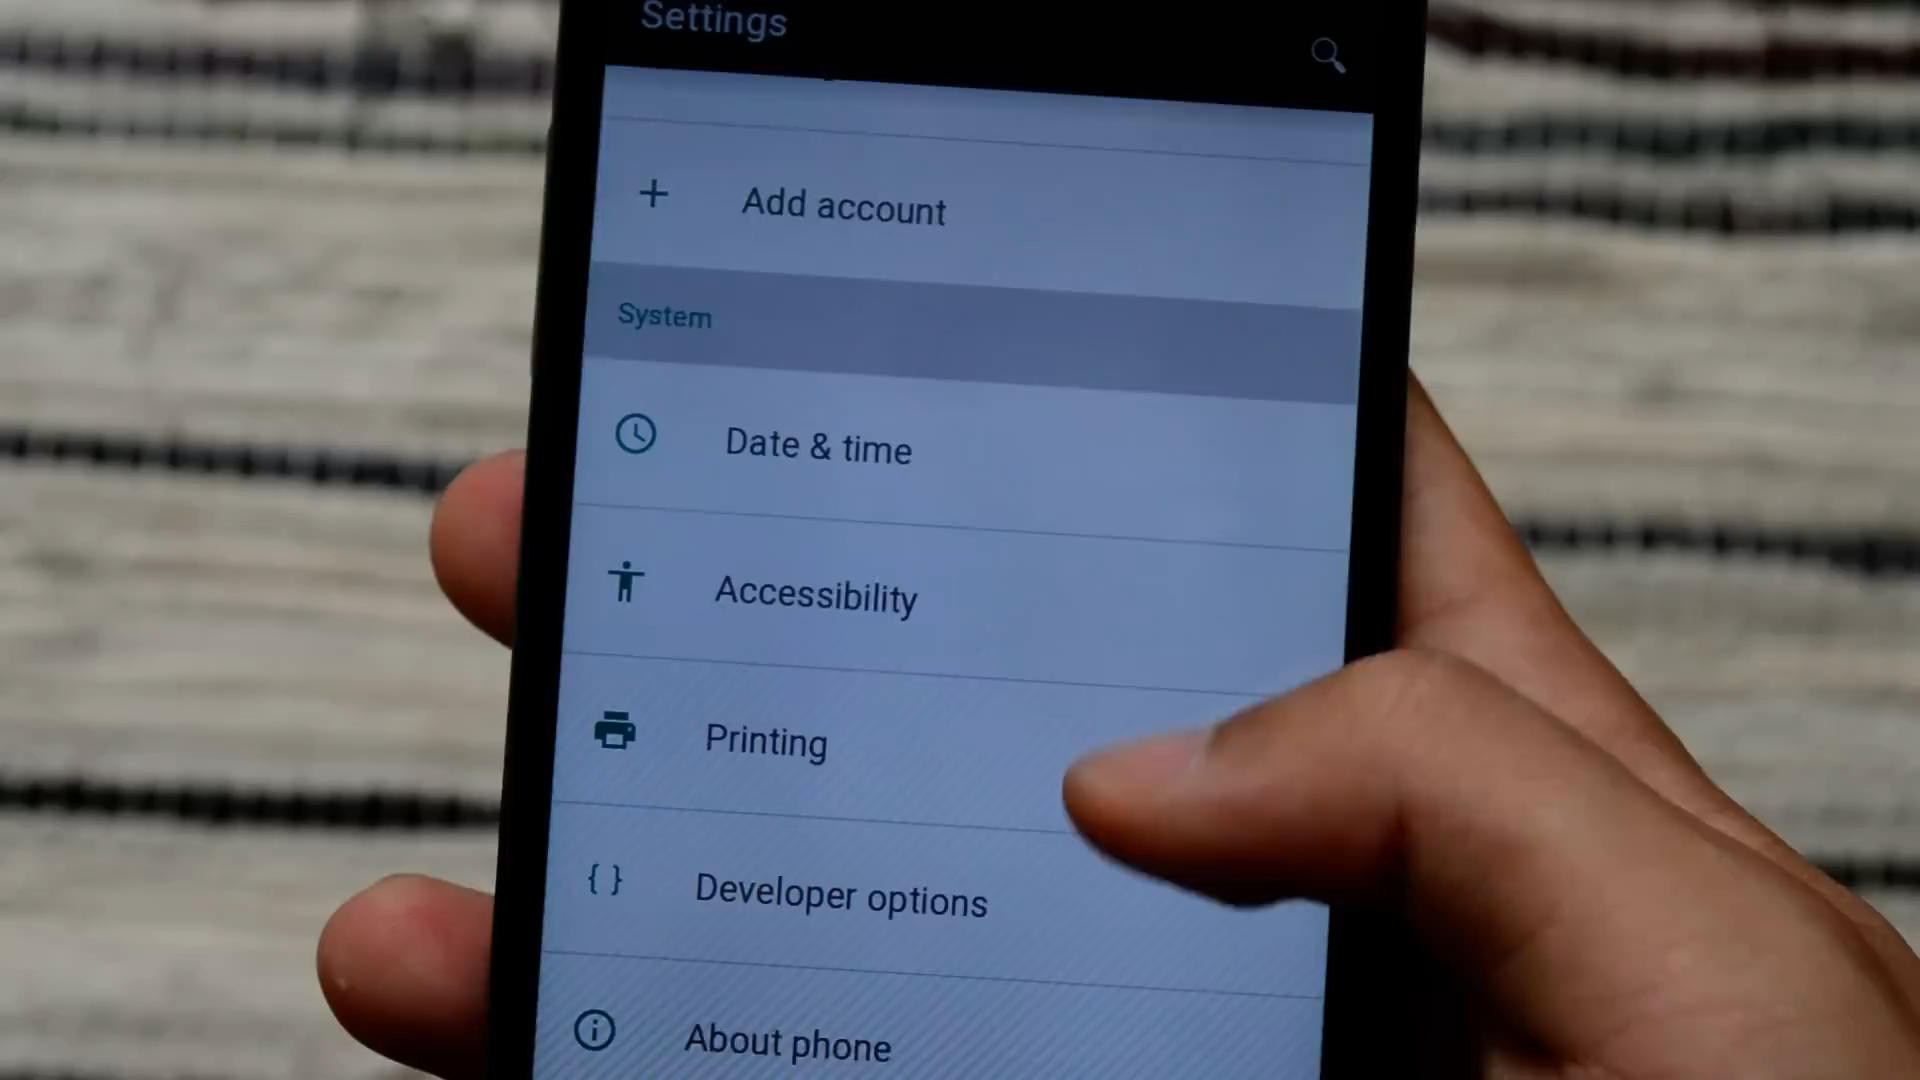 Settings
Add account
System
Date & time
Accessibility
Printing
Developer options
About phone